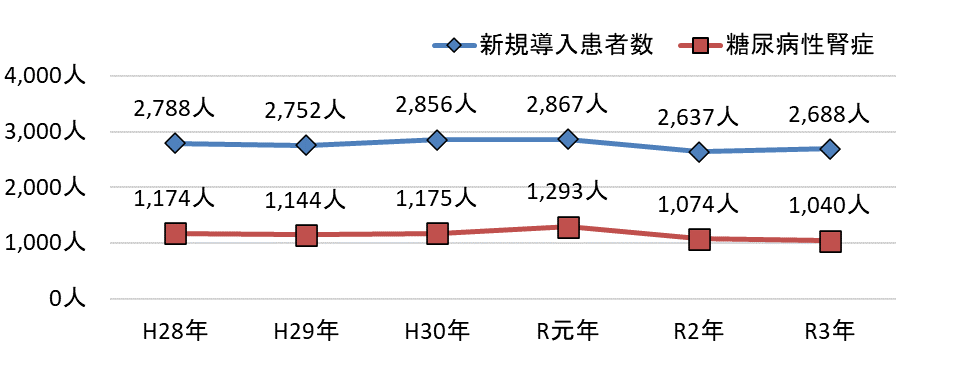 新規導入患者数 糖尿病性腎症
4,000人
2,788人 2,752人 2,856人 2,867人 2,637人 2,688人
3,000人
2,000人
1,174人 1,144人 1,175人 1,293人 1,074人 1,040人
1,000人
0人
H28年 H29年 H30年 R元年 R2年 R3年